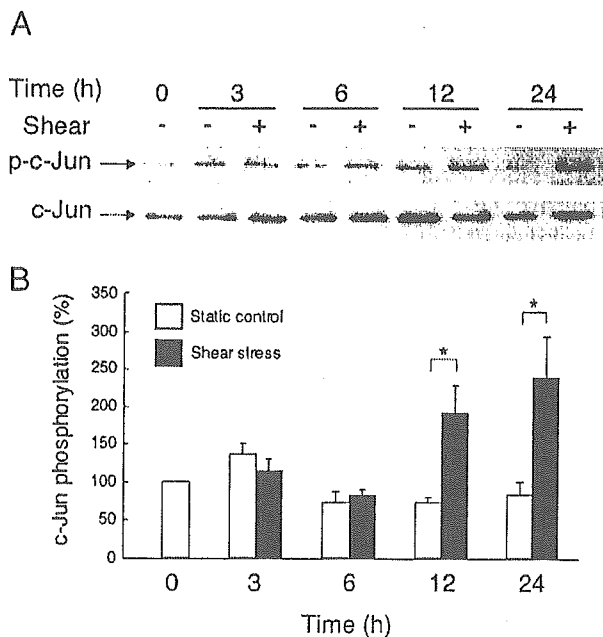 A
Time (h) 0 3 6 12 24
Shear - - + - + - + - +
p-c-Jun
c-Jun
B
c-Jun phosphorylation (%)
350
300
250
200
150
100
50
0
Static control
Shear stress
* *
0 3 6 12 24
Time (h)